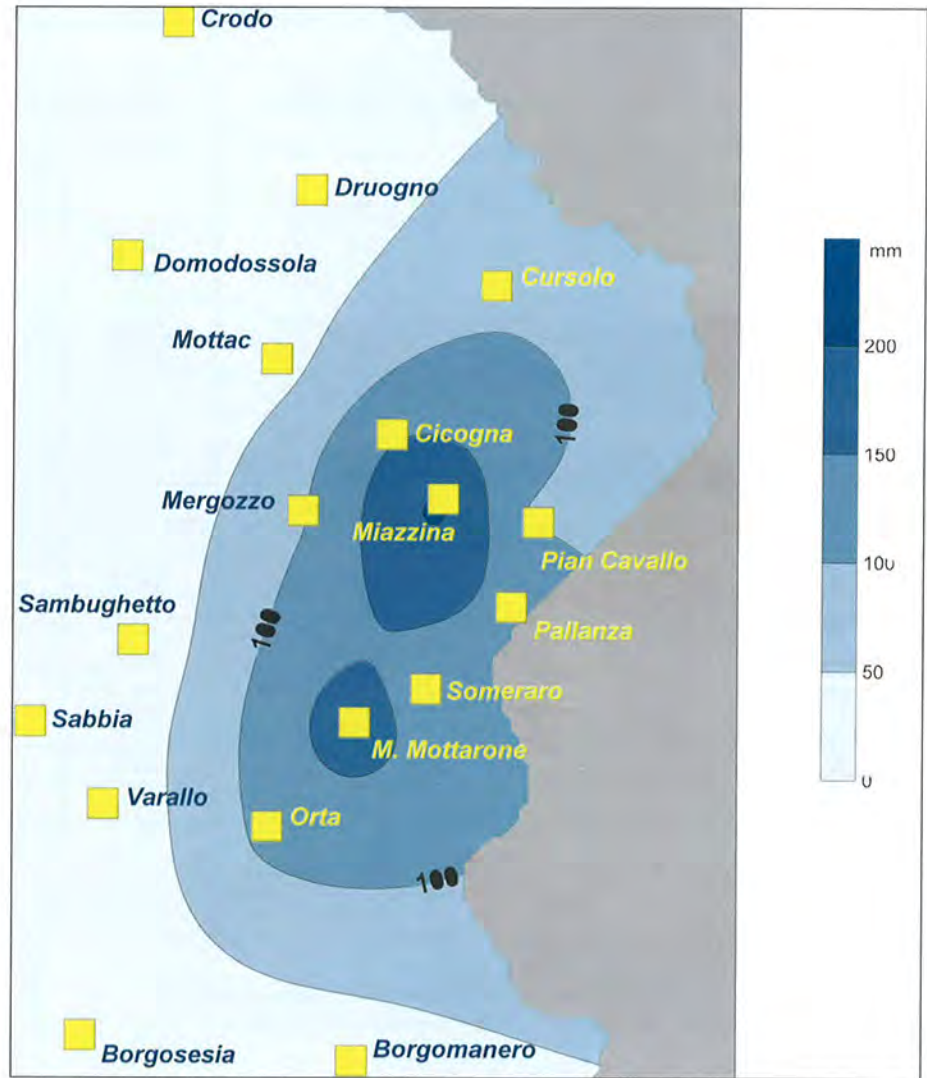 Crodo
Druogno
Domodossola
Cursolo
mm
Mottac
200
100
Cicogna
150
Mergozzo
Miazzina
Pian Cavallo
100
Sambughetto
100
Pallanza
50
Someraro
Sabbia
M. Mottarone
0
Varallo
Orta
100
Borgosesia
Borgomanero